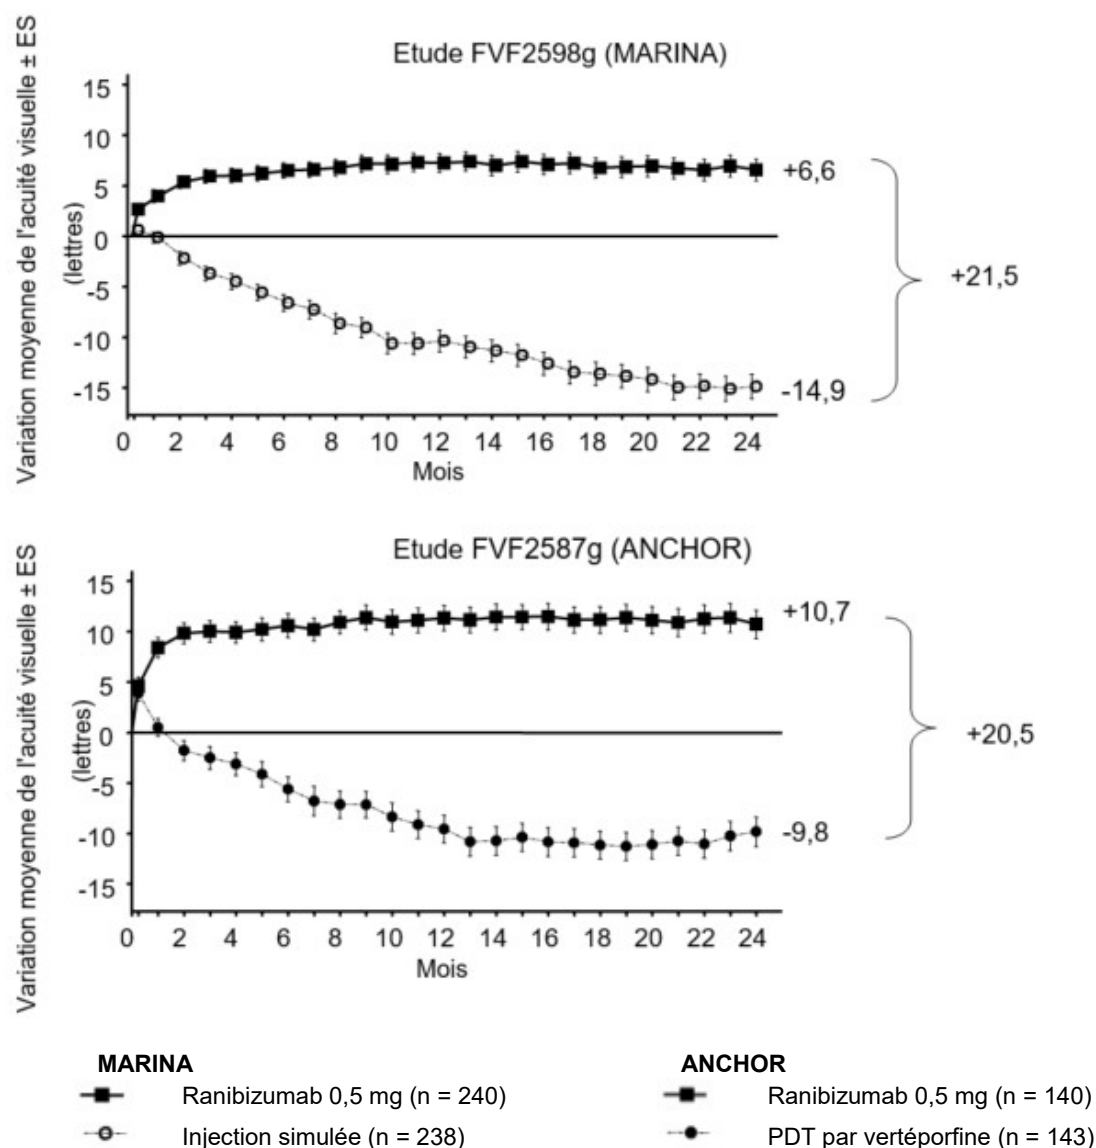 Etude FVF2598g (MARINA)
Variation moyenne de l'acuité visuelle ± ES
(lettres)
15
10
5
0
-5
-10
-15
+6,6
+21,5
-14,9
0 2 4 6 8 10 12 14 16 18 20 22 24
Mois
Etude FVF2587g (ANCHOR)
Variation moyenne de l'acuité visuelle ± ES
(lettres)
15
10
5
0
-5
-10
-15
+10,7
+20,5
-9,8
0 2 4 6 8 10 12 14 16 18 20 22 24
Mois
MARINA
Ranibizumab 0,5 mg (n = 240)
Injection simulée (n = 238)
ANCHOR
Ranibizumab 0,5 mg (n = 140)
PDT par vertéporfine (n = 143)